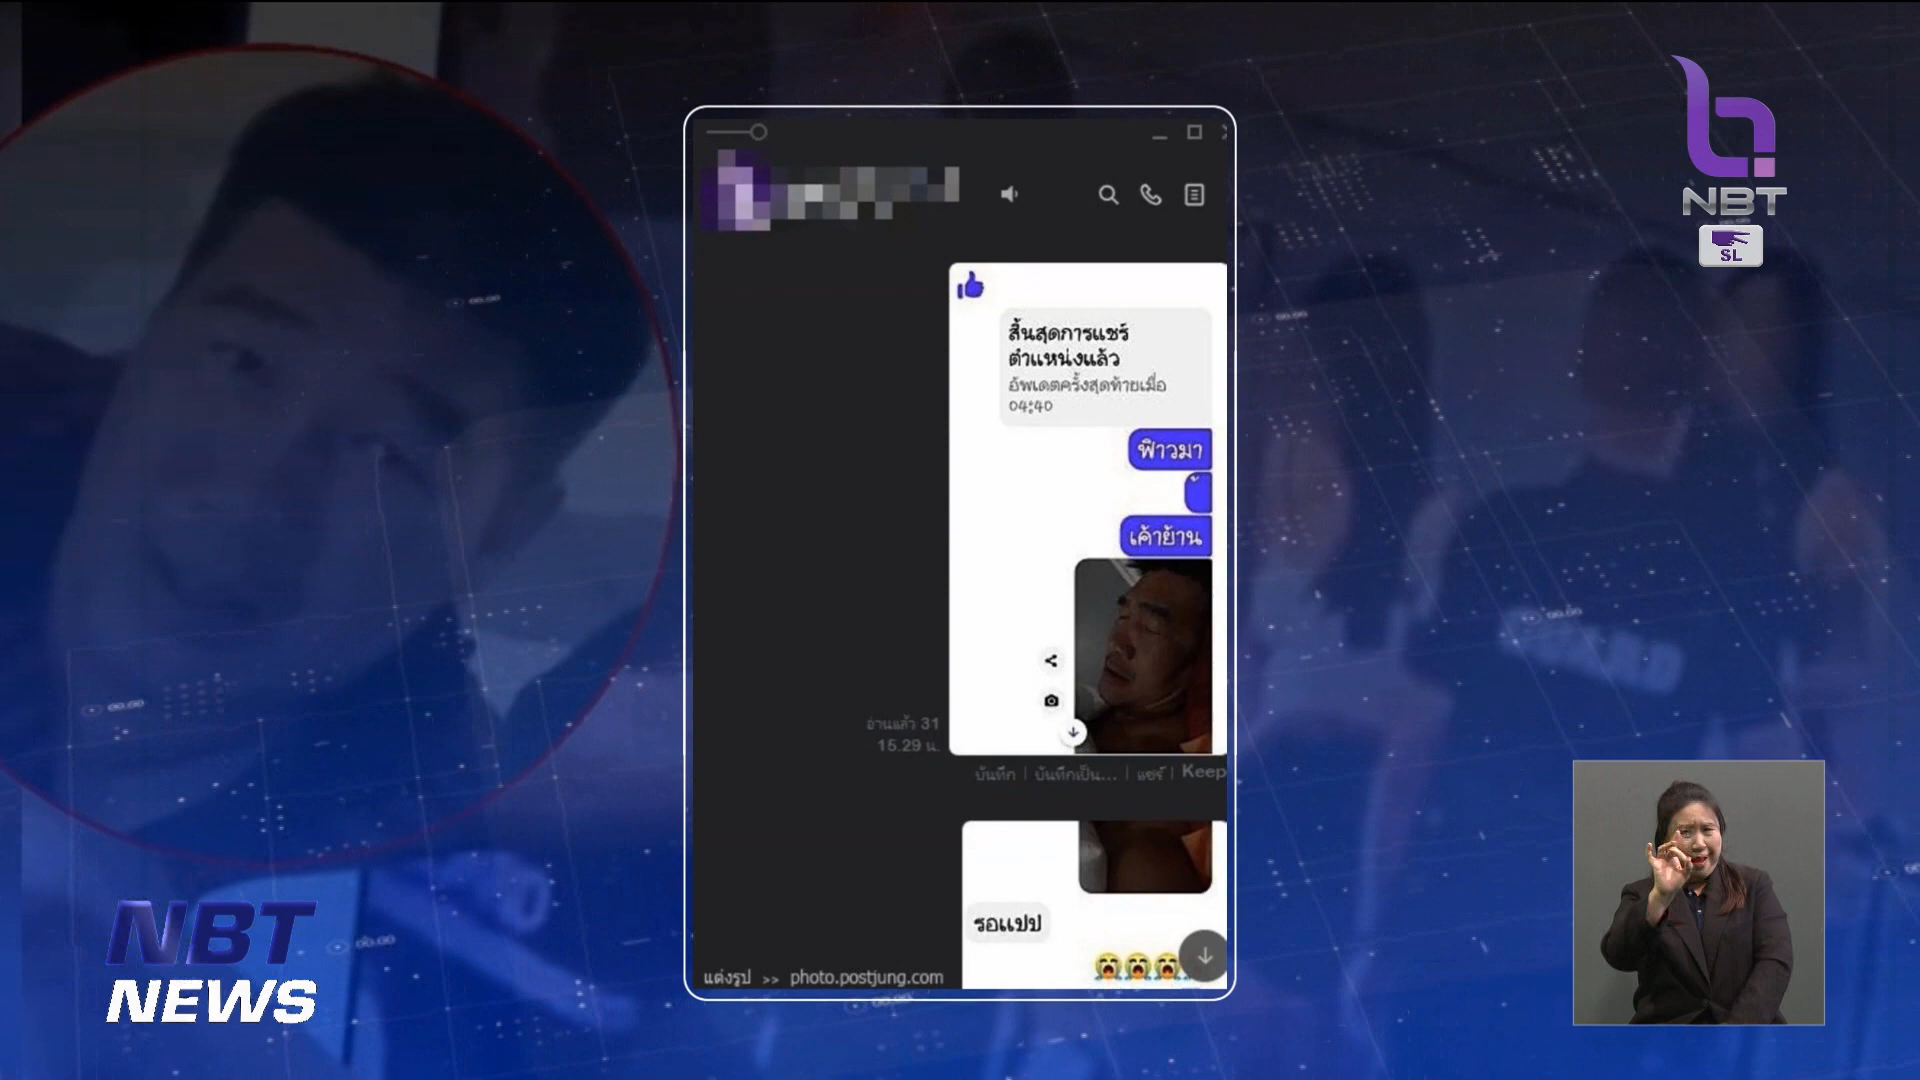 NBT
SL
สิ้นสุดการแชร์
ตำแหน่งแล้ว
อัพเดตครั้งสุดท้ายเมื่อ
04:40
ฟิาวมา
เค้าย้าน
อ่านแล้ว 31
15.29 น.
บันทึก | บันทึกเป็น... | แชร์ | Keep
รอแปป
แต่งรูป >> photo.postjung.com
NBT
NEWS